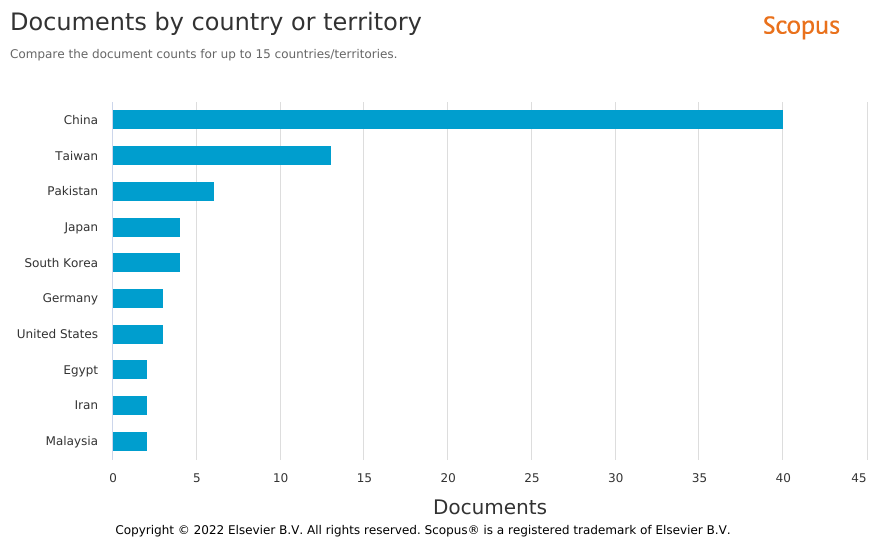 Documents by country or territory
Scopus
Compare the document counts for up to 15 countries/territories.
China
Taiwan
Pakistan
Japan
South Korea
Germany
United States
Egypt
Iran
Malaysia
0 5 10 15 20 25 30 35 40 45
Documents
Copyright © 2022 Elsevier B.V. All rights reserved. Scopus® is a registered trademark of Elsevier B.V.